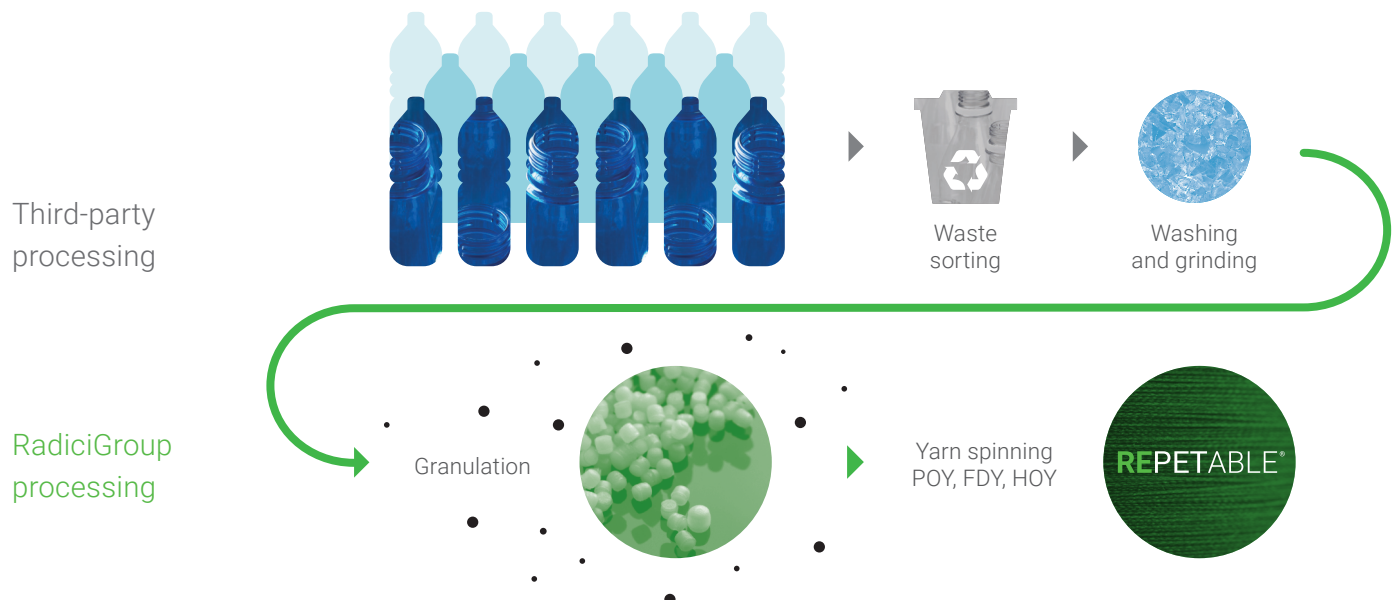 Third-party
processing
Waste
sorting
Washing
and grinding
RadiciGroup
processing
Granulation
Yarn spinning
POY, FDY, HOY
REPETABLE®